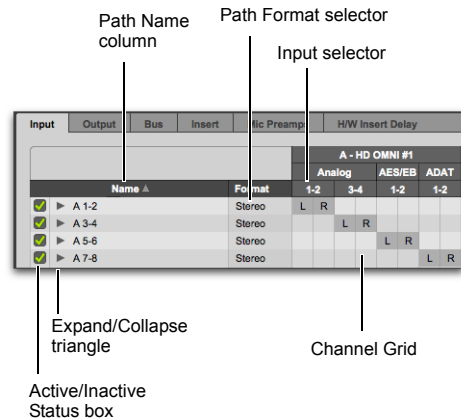 Path Name
column
Path Format selector
Input selector
Input Output Bus Insert Mic Preamps H/W Insert Delay
A - HD OMNI #1
Analog AES/EB ADAT
Name Format 1-2 3-4 1-2 1-2
A 1-2 Stereo L R
A 3-4 Stereo L R
A 5-6 Stereo L R
A 7-8 Stereo L R
Expand/Collapse
triangle
Channel Grid
Active/Inactive
Status box